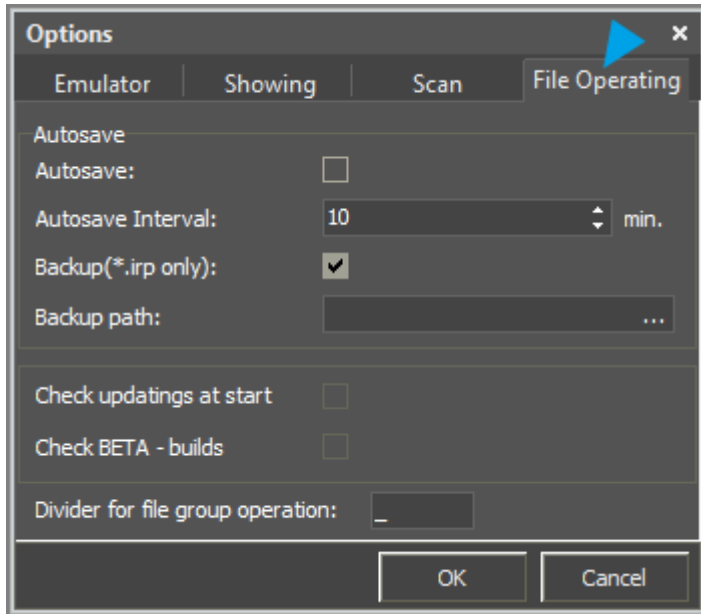 Options
Emulator Showing Scan File Operating
Autosave
Autosave:
Autosave Interval: 10 min.
Backup(*.irp only):
Backup path: ...
Check updatings at start
Check BETA - builds
Divider for file group operation: _
OK Cancel